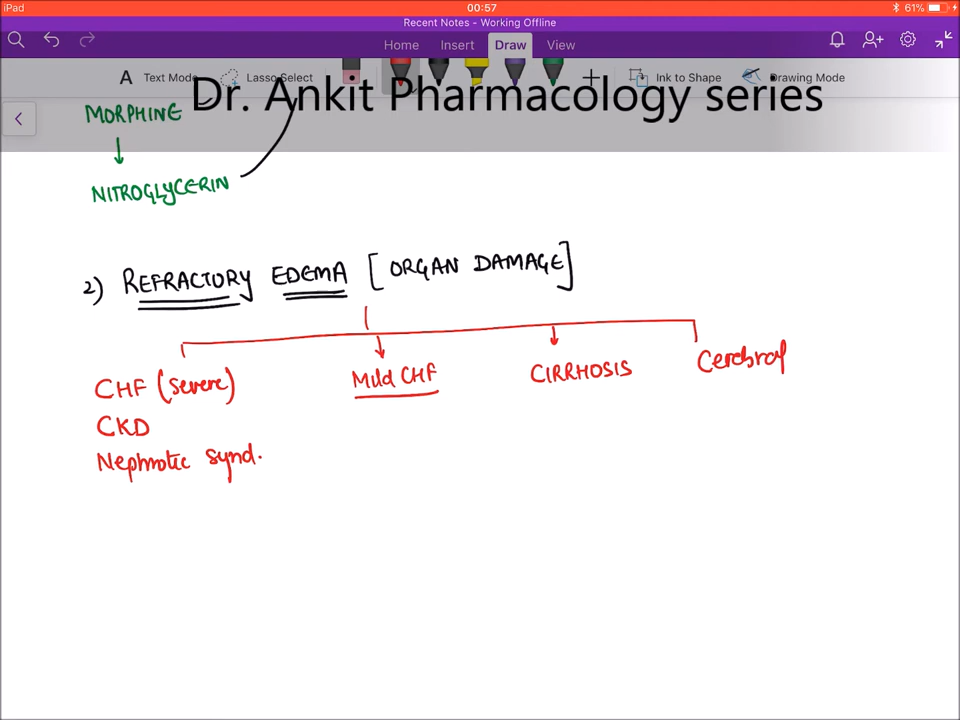 iPad 00:57 61%
Recent Notes - Working Offline
Home Insert Draw View
A Text Mode Lasso Select Ink to Shape Drawing Mode
Dr. Ankit Pharmacology series
MORPHINE
NITROGLYCERIN
2) REFRACTORY EDEMA [ORGAN DAMAGE]
CHF (Severe) Mild CHF CIRRHOSIS Cerebral
CKD
Nephrotic synd.